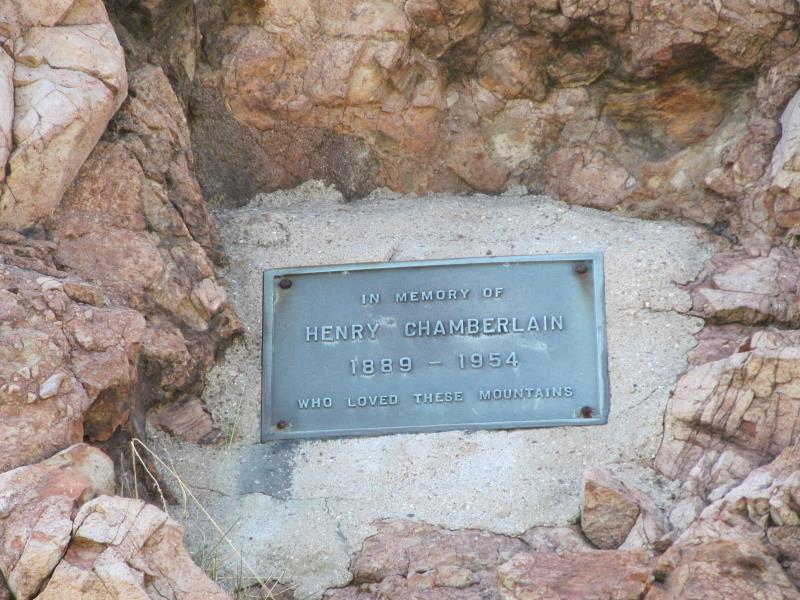 IN MEMORY OF
HENRY CHAMBERLAIN
1889 – 1954
WHO LOVED THESE MOUNTAINS